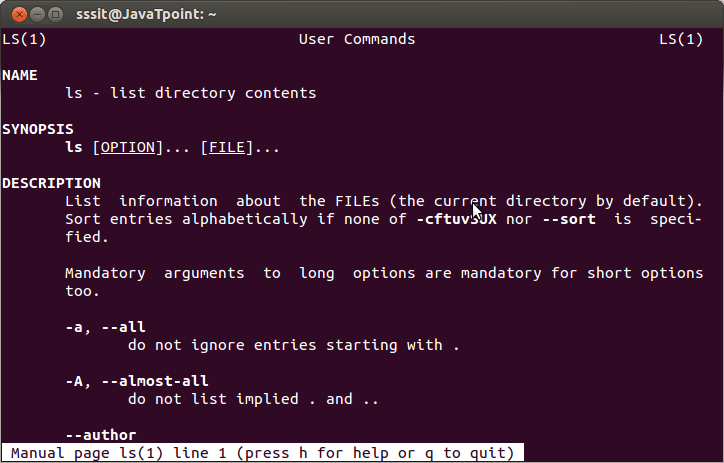 sssit@JavaTpoint: ~
LS(1) User Commands LS(1)
NAME
ls - list directory contents
SYNOPSIS
ls [OPTION]... [FILE]...
DESCRIPTION
List information about the FILEs (the current directory by default).
Sort entries alphabetically if none of -cftuvSUX nor --sort is speci-
fied.
Mandatory arguments to long options are mandatory for short options
too.
-a, --all
do not ignore entries starting with .
-A, --almost-all
do not list implied . and ..
--author
Manual page ls(1) line 1 (press h for help or q to quit)